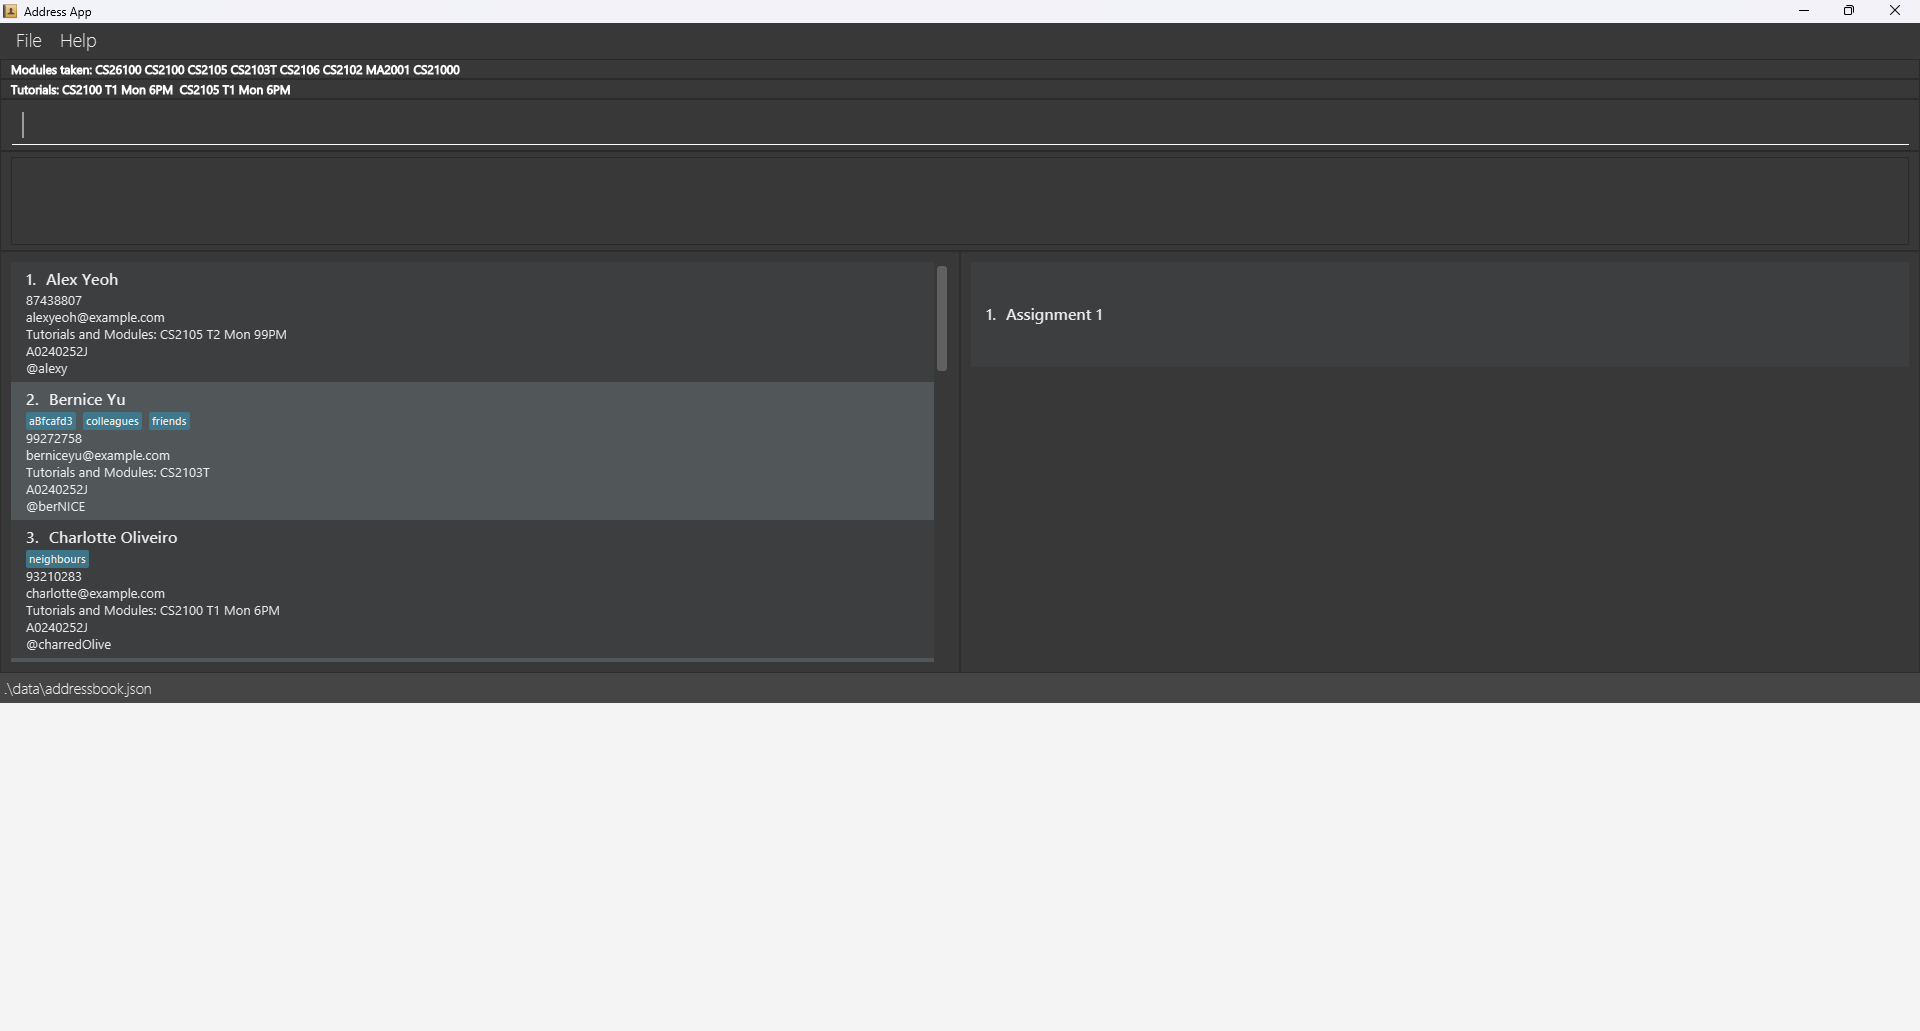 Address App
File Help
Modules taken: CS26100 CS2100 CS2105 CS2103T CS2106 CS2102 MA2001 CS21000
Tutorials: CS2100 T1 Mon 6PM CS2105 T1 Mon 6PM
1. Alex Yeoh
87438807
alexyeoh@example.com
Tutorials and Modules: CS2105 T2 Mon 99PM
A0240252J
@alexy
2. Bernice Yu
aBfcafd3 colleagues friends
99272758
berniceyu@example.com
Tutorials and Modules: CS2103T
A0240252J
@berNICE
3. Charlotte Oliveiro
neighbours
93210283
charlotte@example.com
Tutorials and Modules: CS2100 T1 Mon 6PM
A0240252J
@charredOlive
1. Assignment 1
.\data\addressbook.json